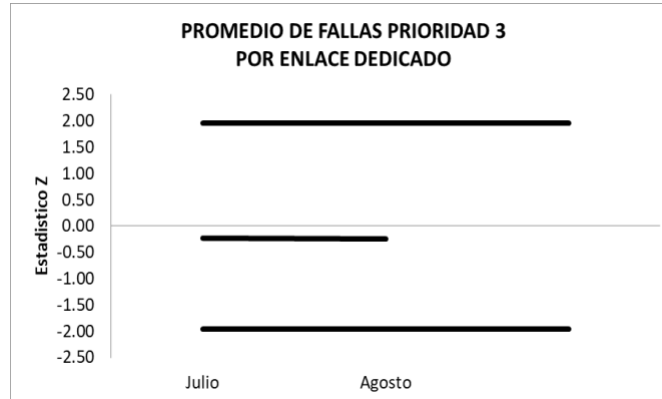 PROMEDIO DE FALLAS PRIORIDAD 3
POR ENLACE DEDICADO
Estadistico Z
2.50
2.00
1.50
1.00
0.50
0.00
-0.50
-1.00
-1.50
-2.00
-2.50
Julio
Agosto